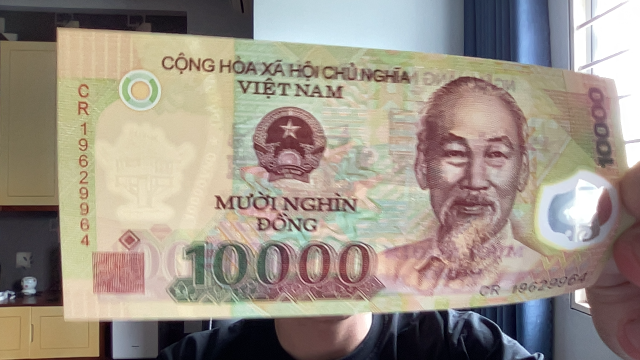 CỘNG HÒA XÃ HỘI CHỦ NGHĨA
VIỆT NAM
CR 19629964
MƯỜI NGHÌN
ĐỒNG
10000
10000
CR 19629964